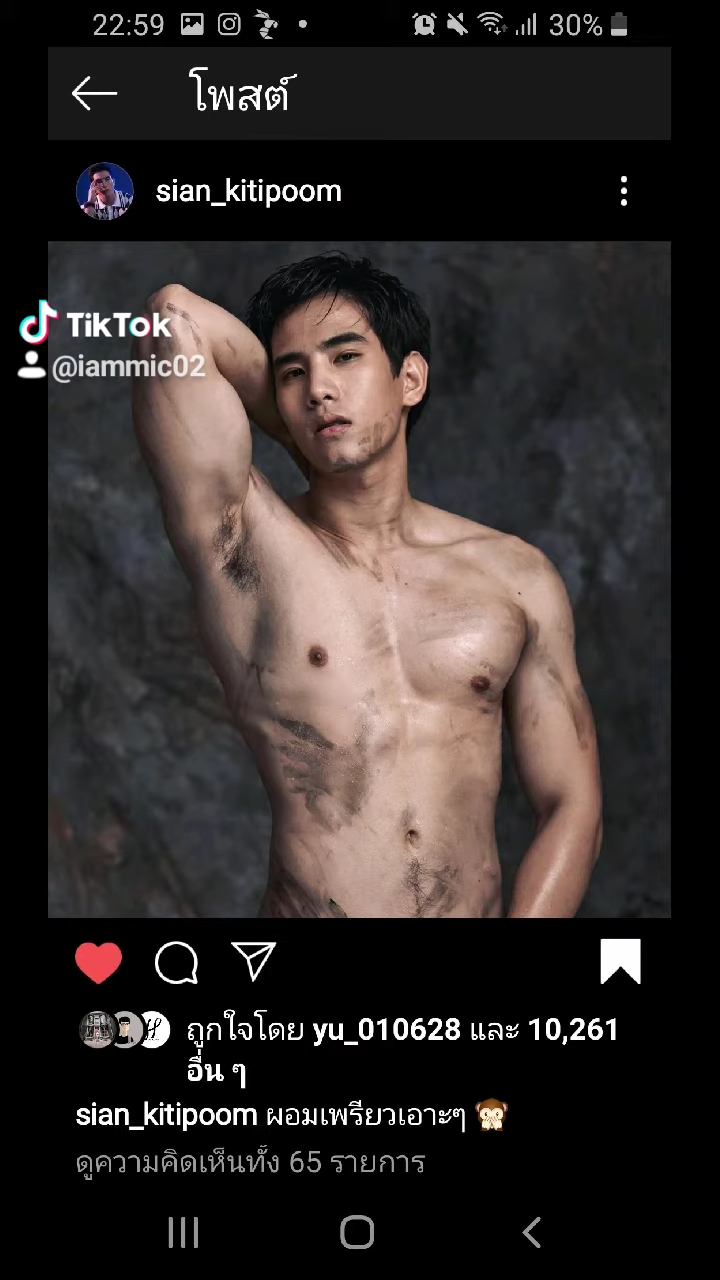 22:59
30%
โพสต์
sian_kitipoom
TikTok
@iammic02
ถูกใจโดย yu_010628 และ 10,261
อื่น ๆ
sian_kitipoom ผอมเพรียวเอาะๆ 🙊
ดูความคิดเห็นทั้ง 65 รายการ